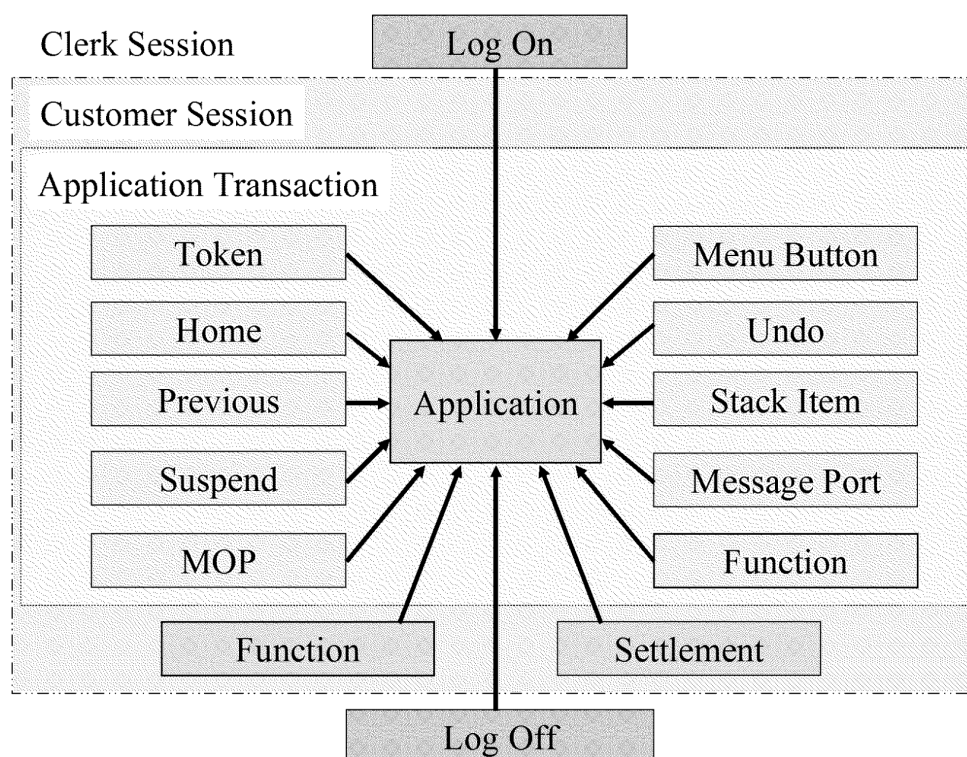 Clerk Session
Log On
Customer Session
Application Transaction
Token
Menu Button
Home
Undo
Previous
Application
Stack Item
Suspend
Message Port
MOP
Function
Function
Settlement
Log Off